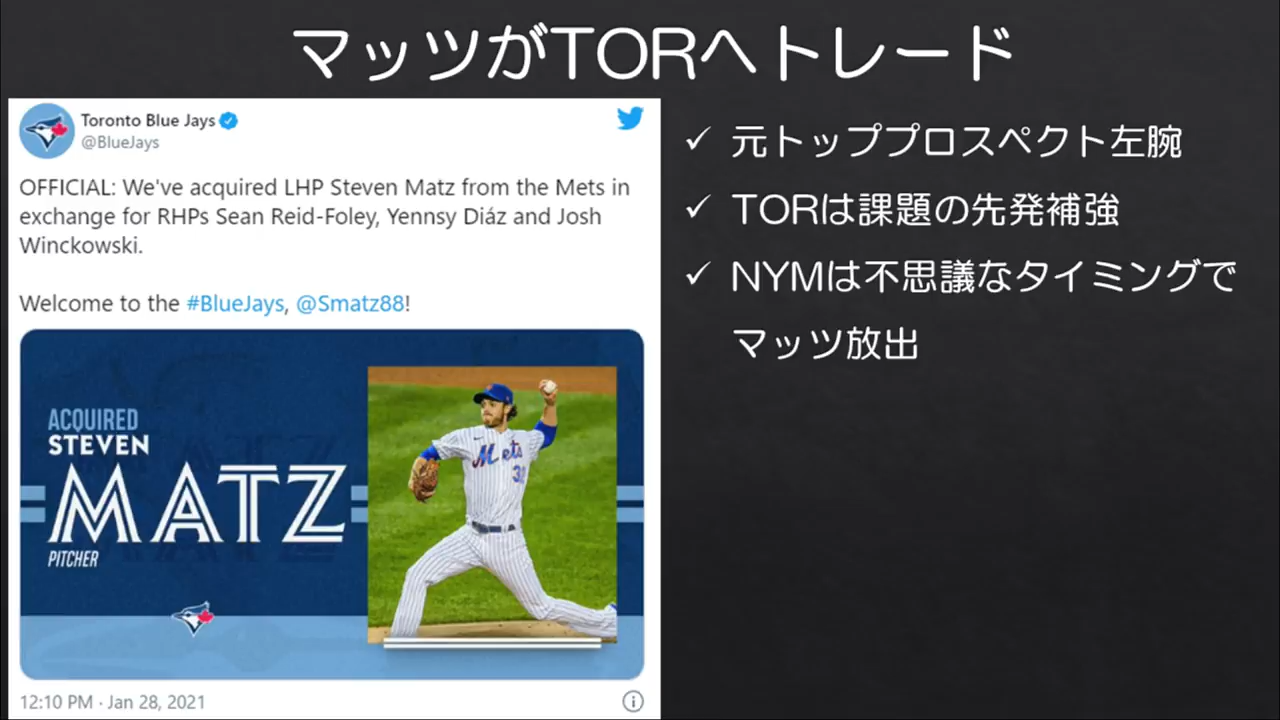 マッツがTORへトレード
Toronto Blue Jays
@BlueJays
OFFICIAL: We've acquired LHP Steven Matz from the Mets in
exchange for RHPs Sean Reid-Foley, Yennsy Diáz and Josh
Winckowski.
Welcome to the #BlueJays, @Smatz88!
ACQUIRED
STEVEN
MATZ
PITCHER
Mets
32
12:10 PM · Jan 28, 2021
✓ 元トッププロスペクト左腕
✓ TORは課題の先発補強
✓ NYMは不思議なタイミングで
マッツ放出